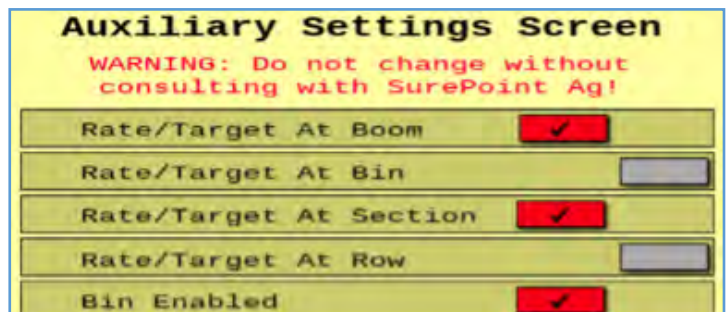 Auxiliary Settings Screen
WARNING: Do not change without
consulting with SurePoint Ag!
Rate/Target At Boom
Rate/Target At Bin
Rate/Target At Section
Rate/Target At Row
Bin Enabled